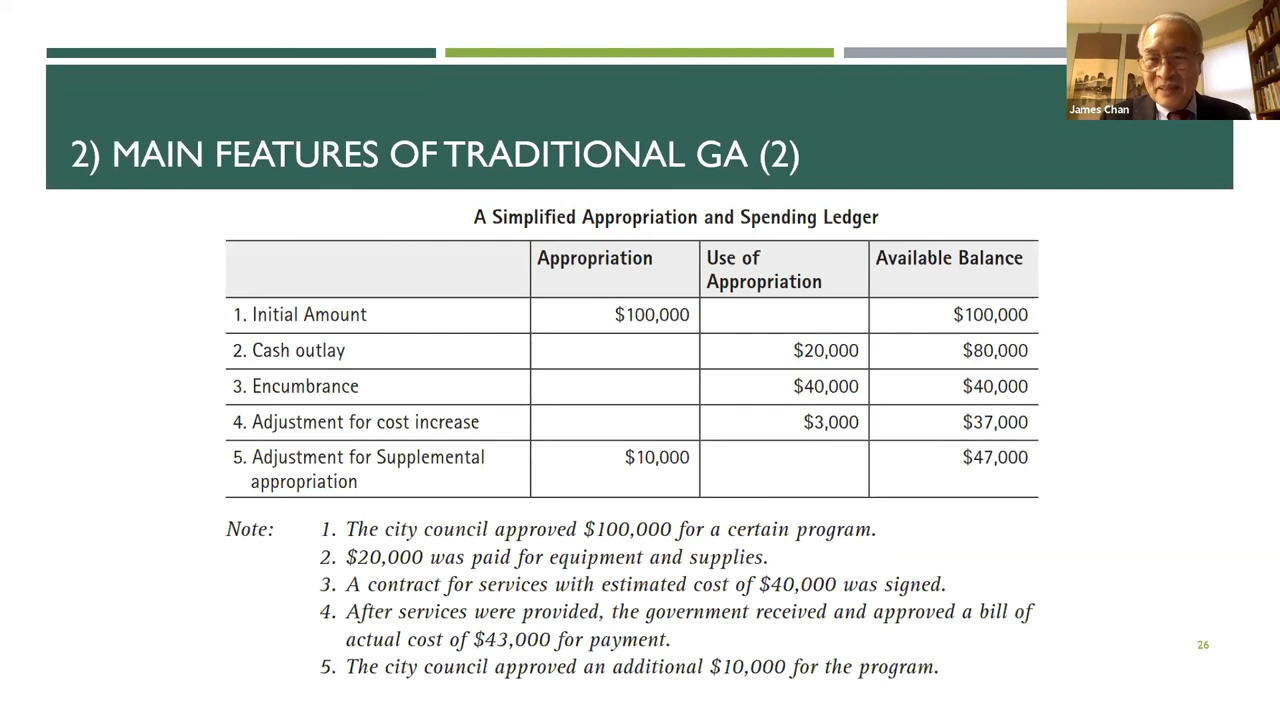 James Chan
2) MAIN FEATURES OF TRADITIONAL GA (2)
A Simplified Appropriation and Spending Ledger
Appropriation Use of Appropriation Available Balance
1. Initial Amount $100,000 $100,000
2. Cash outlay $20,000 $80,000
3. Encumbrance $40,000 $40,000
4. Adjustment for cost increase $3,000 $37,000
5. Adjustment for Supplemental $10,000 $47,000
appropriation
Note: 1. The city council approved $100,000 for a certain program.
2. $20,000 was paid for equipment and supplies.
3. A contract for services with estimated cost of $40,000 was signed.
4. After services were provided, the government received and approved a bill of
actual cost of $43,000 for payment.
5. The city council approved an additional $10,000 for the program.
26